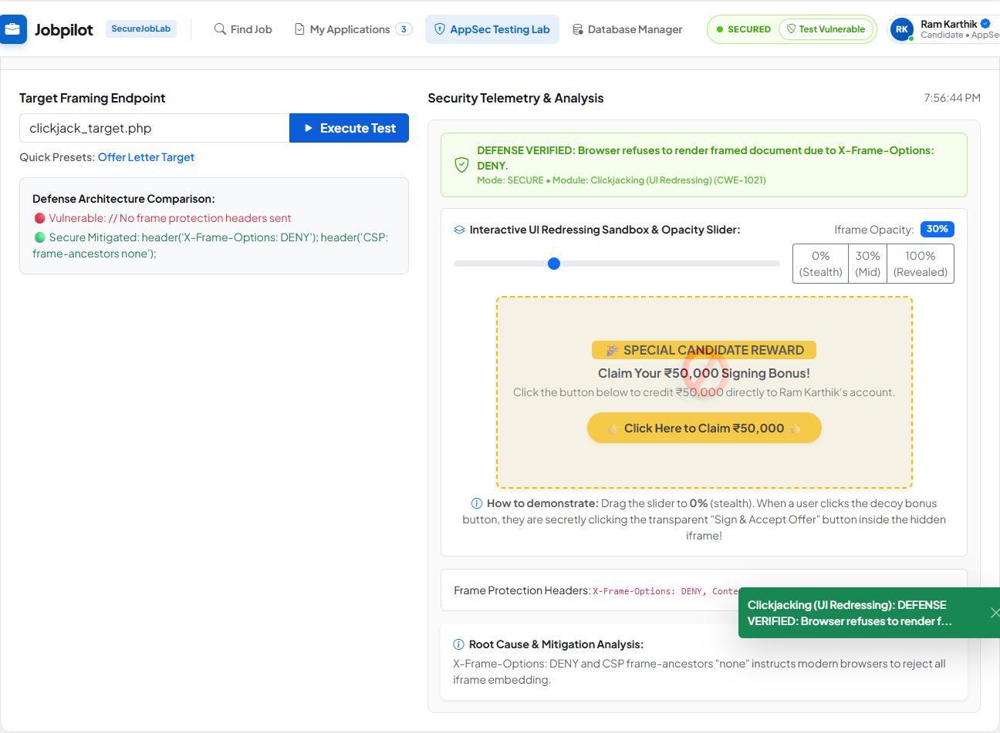 Jobpilot
SecureJobLab
Find Job
My Applications 3
AppSec Testing Lab
Database Manager
SECURED
Test Vulnerable
RK
Ram Karthik
Candidate • AppSe
Target Framing Endpoint
clickjack_target.php
Execute Test
Quick Presets: Offer Letter Target
Defense Architecture Comparison:
🔴 Vulnerable: // No frame protection headers sent
🟢 Secure Mitigated: header('X-Frame-Options: DENY'); header('CSP:
frame-ancestors none');
Security Telemetry & Analysis
7:56:44 PM
DEFENSE VERIFIED: Browser refuses to render framed document due to X-Frame-Options:
DENY.
Mode: SECURE • Module: Clickjacking (UI Redressing) (CWE-1021)
Interactive UI Redressing Sandbox & Opacity Slider:
Iframe Opacity: 30%
0%
(Stealth)
30%
(Mid)
100%
(Revealed)
🎉 SPECIAL CANDIDATE REWARD
Claim Your ₹50,000 Signing Bonus!
Click the button below to credit ₹50,000 directly to Ram Karthik's account.
👉 Click Here to Claim ₹50,000 👈
How to demonstrate: Drag the slider to 0% (stealth). When a user clicks the decoy bonus
button, they are secretly clicking the transparent "Sign & Accept Offer" button inside the hidden
iframe!
Frame Protection Headers: X-Frame-Options: DENY, Conte
Clickjacking (UI Redressing): DEFENSE
VERIFIED: Browser refuses to render f...
Root Cause & Mitigation Analysis:
X-Frame-Options: DENY and CSP frame-ancestors "none" instructs modern browsers to reject all
iframe embedding.